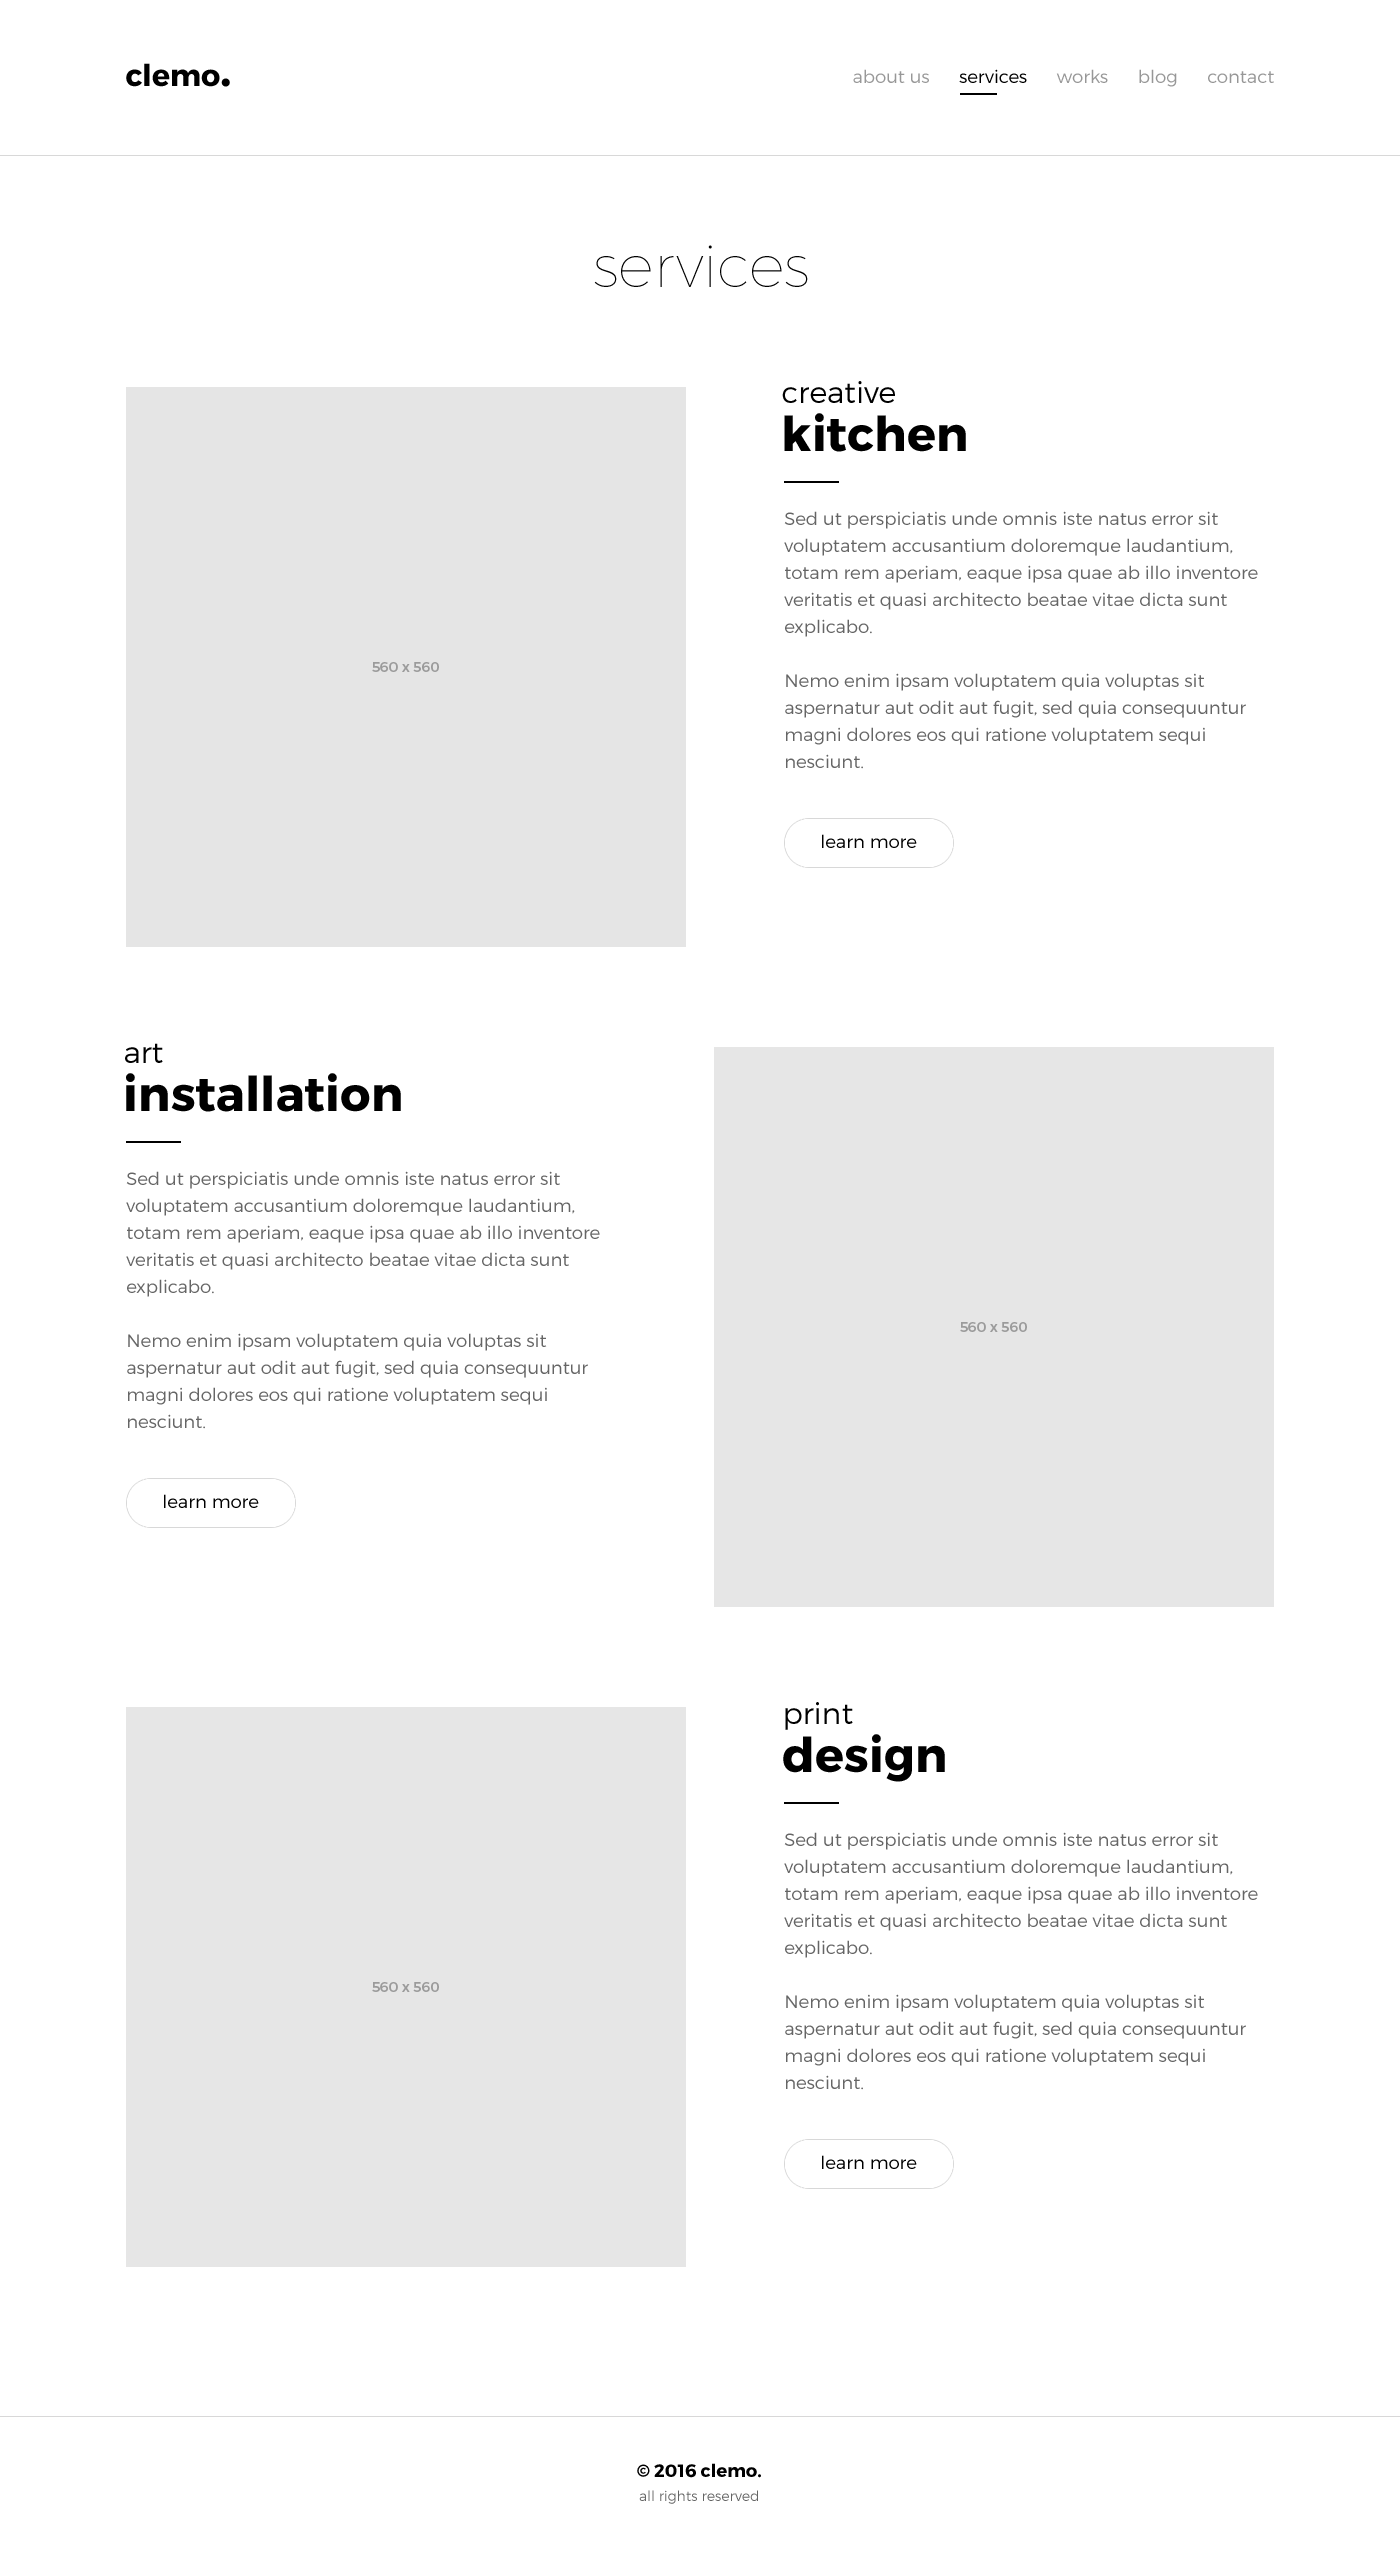 clemo.
about us services works blog contact
services
560 x 560
creative
kitchen
Sed ut perspiciatis unde omnis iste natus error sit
voluptatem accusantium doloremque laudantium,
totam rem aperiam, eaque ipsa quae ab illo inventore
veritatis et quasi architecto beatae vitae dicta sunt
explicabo.
Nemo enim ipsam voluptatem quia voluptas sit
aspernatur aut odit aut fugit, sed quia consequuntur
magni dolores eos qui ratione voluptatem sequi
nesciunt.
learn more
art
installation
Sed ut perspiciatis unde omnis iste natus error sit
voluptatem accusantium doloremque laudantium,
totam rem aperiam, eaque ipsa quae ab illo inventore
veritatis et quasi architecto beatae vitae dicta sunt
explicabo.
Nemo enim ipsam voluptatem quia voluptas sit
aspernatur aut odit aut fugit, sed quia consequuntur
magni dolores eos qui ratione voluptatem sequi
nesciunt.
learn more
560 x 560
560 x 560
print
design
Sed ut perspiciatis unde omnis iste natus error sit
voluptatem accusantium doloremque laudantium,
totam rem aperiam, eaque ipsa quae ab illo inventore
veritatis et quasi architecto beatae vitae dicta sunt
explicabo.
Nemo enim ipsam voluptatem quia voluptas sit
aspernatur aut odit aut fugit, sed quia consequuntur
magni dolores eos qui ratione voluptatem sequi
nesciunt.
learn more
© 2016 clemo.
all rights reserved